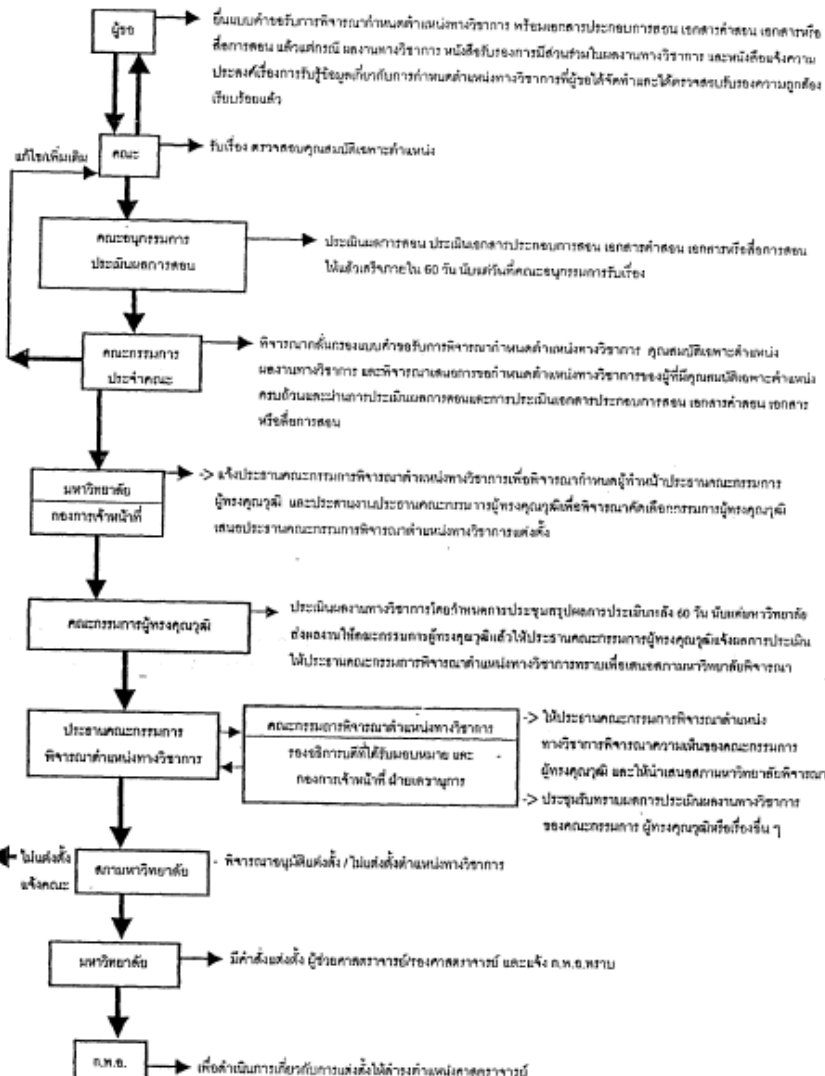 ผู้ขอ
ยื่นแบบคำขอรับการพิจารณากำหนดตำแหน่งทางวิชาการ พร้อมเอกสารประกอบการสอน เอกสารคำสอน เอกสารหรือ
สื่อการสอน แล้วแต่กรณี ผลงานทางวิชาการ หนังสือรับรองการมีส่วนร่วมในผลงานทางวิชาการ และหนังสือแจ้งความ
ประสงค์เรื่องการรับรู้ข้อมูลเกี่ยวกับการกำหนดตำแหน่งทางวิชาการที่ผู้ขอได้จัดทำและได้ตรวจสอบรับรองความถูกต้อง
เรียบร้อยแล้ว
แก้ไข/เพิ่มเติม
คณะ
รับเรื่อง ตรวจสอบคุณสมบัติเฉพาะตำแหน่ง
คณะอนุกรรมการ
ประเมินผลการสอน
ประเมินผลการสอน ประเมินเอกสารประกอบการสอน เอกสารคำสอน เอกสารหรือสื่อการสอน
ให้แล้วเสร็จภายใน 60 วัน นับแต่วันที่คณะอนุกรรมการรับเรื่อง
คณะกรรมการ
ประจำคณะ
พิจารณากลั่นกรองแบบคำขอรับการพิจารณากำหนดตำแหน่งทางวิชาการ คุณสมบัติเฉพาะตำแหน่ง
ผลงานทางวิชาการ และพิจารณาเสนอการขอกำหนดตำแหน่งทางวิชาการของผู้ที่มีคุณสมบัติเฉพาะตำแหน่ง
ครบถ้วนและผ่านการประเมินผลการสอนและการประเมินเอกสารประกอบการสอน เอกสารคำสอน เอกสาร
หรือสื่อการสอน
มหาวิทยาลัย
กองการเจ้าหน้าที่
-> แจ้งประธานคณะกรรมการพิจารณาตำแหน่งทางวิชาการเพื่อพิจารณากำหนดผู้ทำหน้าประธานคณะกรรมการ
ผู้ทรงคุณวุฒิ และประสานงานประธานคณะกรรมการผู้ทรงคุณวุฒิเพื่อพิจารณาคัดเลือกกรรมการผู้ทรงคุณวุฒิ
เสนอประธานคณะกรรมการพิจารณาตำแหน่งทางวิชาการแต่งตั้ง
คณะกรรมการผู้ทรงคุณวุฒิ
ประเมินผลงานทางวิชาการโดยกำหนดการประชุมสรุปผลการประเมินหลัง 60 วัน นับแต่มหาวิทยาลัย
ส่งผลงานให้คณะกรรมการผู้ทรงคุณวุฒิแล้วให้ประธานคณะกรรมการผู้ทรงคุณวุฒิแจ้งผลการประเมิน
ให้ประธานคณะกรรมการพิจารณาตำแหน่งทางวิชาการทราบเพื่อเสนอสภามหาวิทยาลัยพิจารณา
ประธานคณะกรรมการ
พิจารณาตำแหน่งทางวิชาการ
คณะกรรมการพิจารณาตำแหน่งทางวิชาการ
รองอธิการบดีที่ได้รับมอบหมาย และ
กองการเจ้าหน้าที่ ฝ่ายเลขานุการ
-> ให้ประธานคณะกรรมการพิจารณาตำแหน่ง
ทางวิชาการพิจารณาความเห็นของคณะกรรมการ
ผู้ทรงคุณวุฒิ และให้นำเสนอสภามหาวิทยาลัยพิจารณา
-> ประชุมรับทราบผลการประเมินผลงานทางวิชาการ
ของคณะกรรมการ ผู้ทรงคุณวุฒิหรือเรื่องอื่น ๆ
ไม่แต่งตั้ง
แจ้งคณะ
สภามหาวิทยาลัย
- พิจารณาอนุมัติแต่งตั้ง / ไม่แต่งตั้งตำแหน่งทางวิชาการ
มหาวิทยาลัย
มีคำสั่งแต่งตั้ง ผู้ช่วยศาสตราจารย์/รองศาสตราจารย์ และแจ้ง ก.พ.อ.ทราบ
ก.พ.อ.
เพื่อดำเนินการเกี่ยวกับการแต่งตั้งให้ดำรงตำแหน่งศาสตราจารย์